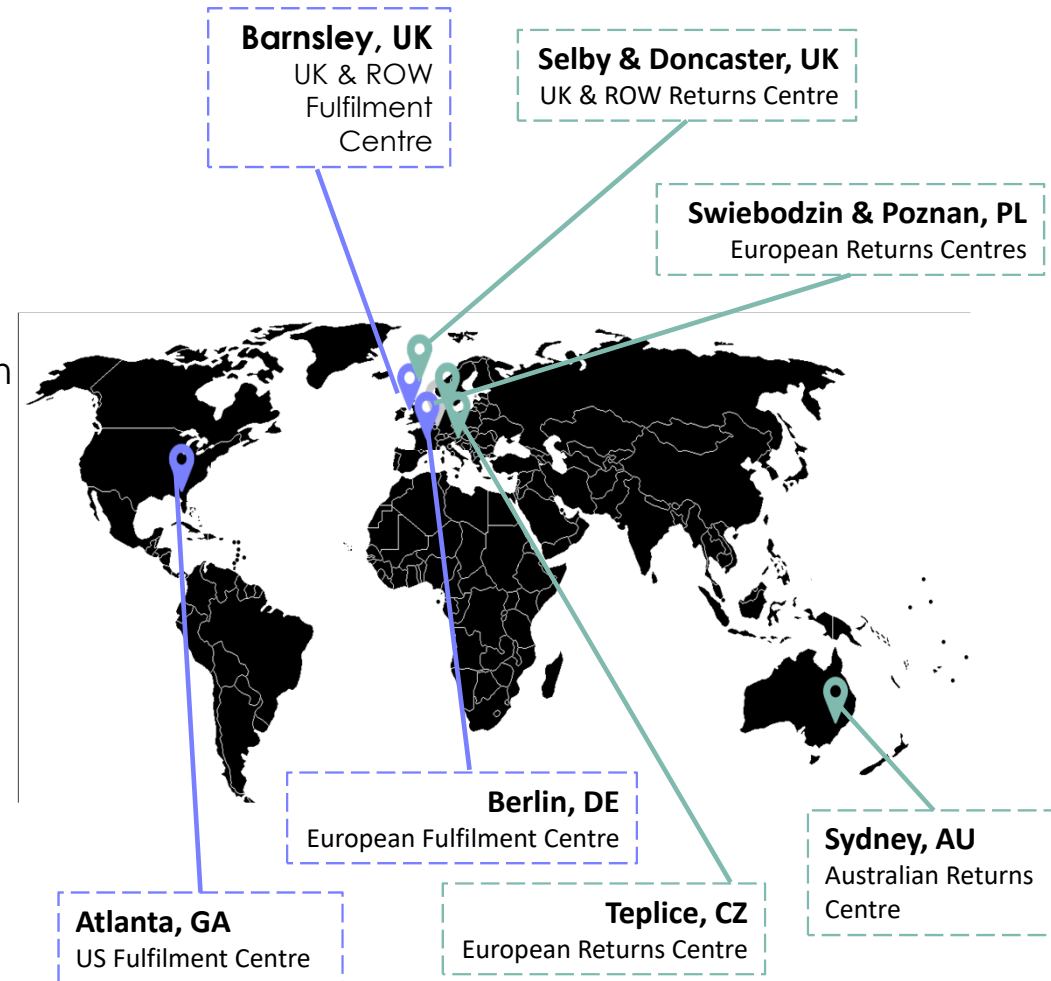 Barnsley, UK
UK & ROW
Fulfilment
Centre
Selby & Doncaster, UK
UK & ROW Returns Centre
Swiebodzin & Poznan, PL
European Returns Centres
n
Berlin, DE
European Fulfilment Centre
Sydney, AU
Australian Returns
Centre
Atlanta, GA
US Fulfilment Centre
Teplice, CZ
European Returns Centre